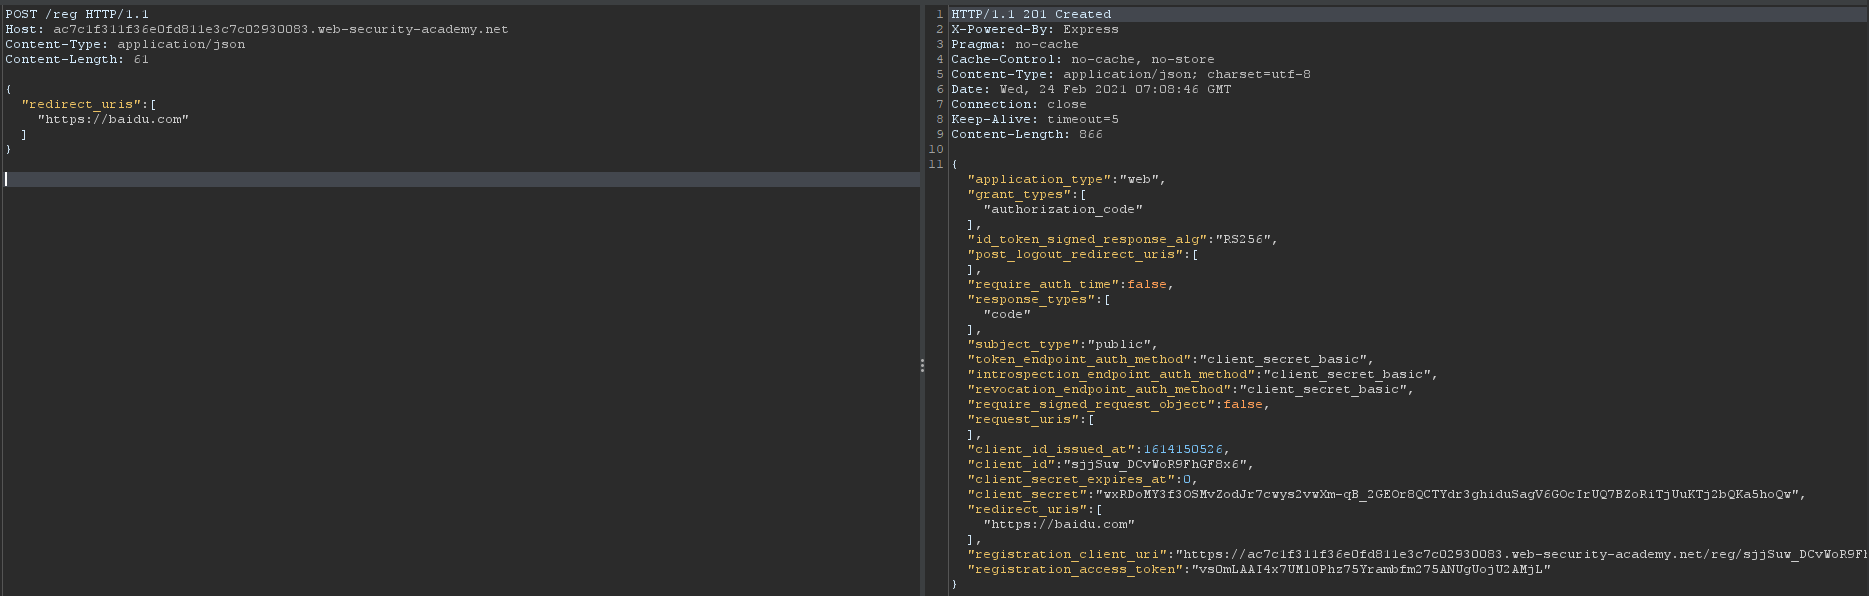 POST /reg HTTP/1.1
Host: ac7c1f311f36e0fd811e3c7c02930083.web-security-academy.net
Content-Type: application/json
Content-Length: 61

{
  "redirect_uris":[
    "https://baidu.com"
  ]
}

1 HTTP/1.1 201 Created
2 X-Powered-By: Express
3 Pragma: no-cache
4 Cache-Control: no-cache, no-store
5 Content-Type: application/json; charset=utf-8
6 Date: Wed, 24 Feb 2021 07:08:46 GMT
7 Connection: close
8 Keep-Alive: timeout=5
9 Content-Length: 866
10
11 {
  "application_type":"web",
  "grant_types":[
    "authorization_code"
  ],
  "id_token_signed_response_alg":"RS256",
  "post_logout_redirect_uris":[
  ],
  "require_auth_time":false,
  "response_types":[
    "code"
  ],
  "subject_type":"public",
  "token_endpoint_auth_method":"client_secret_basic",
  "introspection_endpoint_auth_method":"client_secret_basic",
  "revocation_endpoint_auth_method":"client_secret_basic",
  "require_signed_request_object":false,
  "request_uris":[
  ],
  "client_id_issued_at":1614150526,
  "client_id":"sjjSuw_DCvWoR9FhGF8x6",
  "client_secret_expires_at":0,
  "client_secret":"wxRDoMY3f3OSMvZodJr7cwys2vwXm-qB_2GEOr8QCTYdr3ghiduSagV6GOcIrUQ7BZoRiTjUuKTj2bQKa5hoQw",
  "redirect_uris":[
    "https://baidu.com"
  ],
  "registration_client_uri":"https://ac7c1f311f36e0fd811e3c7c02930083.web-security-academy.net/reg/sjjSuw_DCvWoR9Fh
  "registration_access_token":"vsOmLAAI4x7UMlOPhz75Yrambfm275ANUgUojU2AMjL"
}